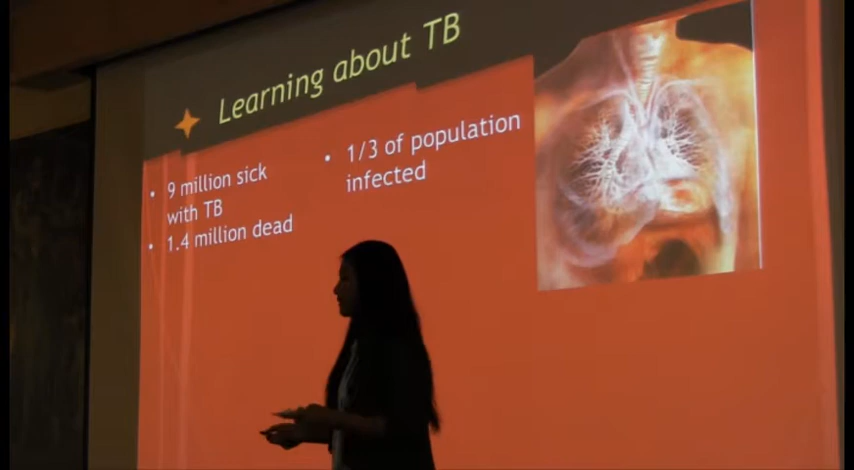 Learning about TB
• 9 million sick
with TB
• 1.4 million dead
• 1/3 of population
infected